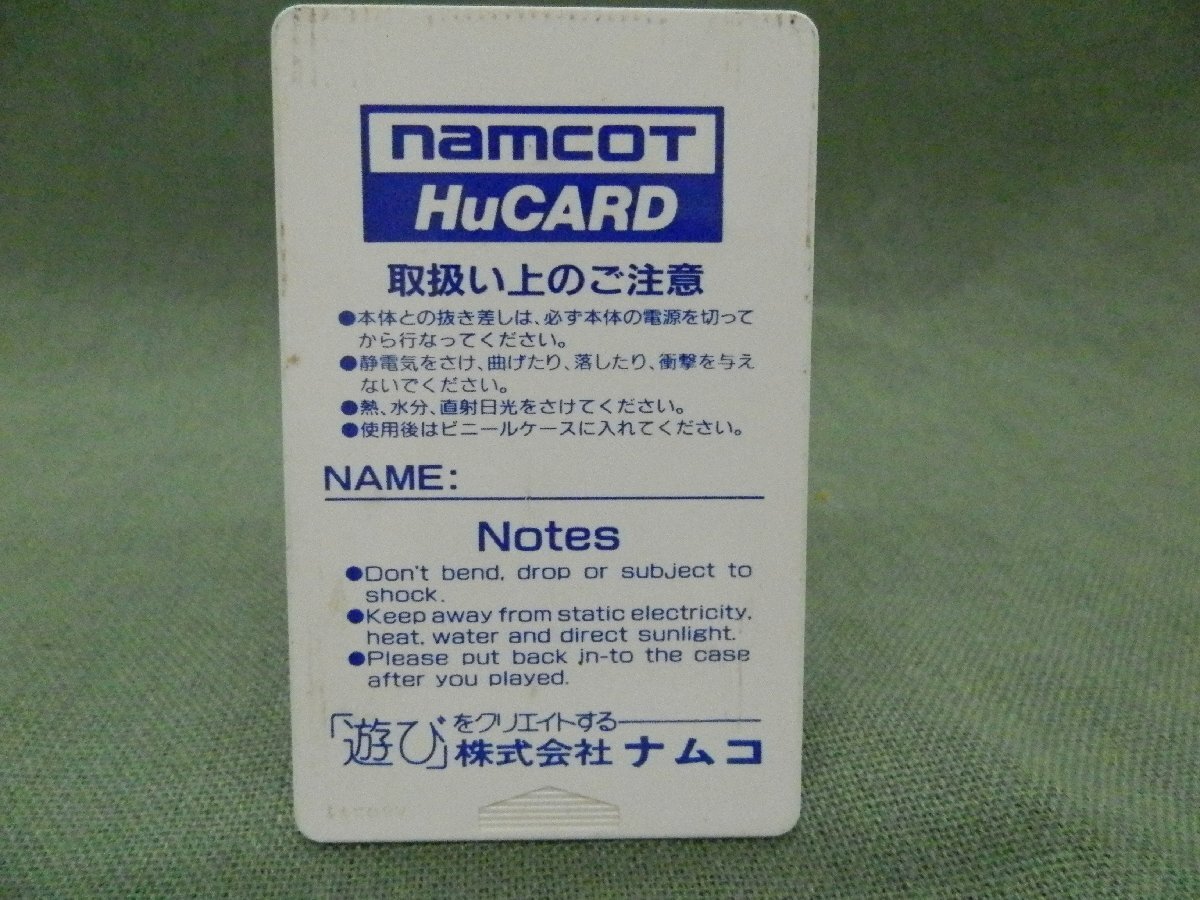 namcot
HuCARD
取扱い上のご注意
●本体との抜き差しは、必ず本体の電源を切って
から行なってください。
●静電気をさけ、曲げたり、落したり、衝撃を与え
ないでください。
●熱、水分、直射日光をさけてください。
●使用後はビニールケースに入れてください。
NAME:
Notes
●Don't bend, drop or subject to
shock.
●Keep away from static electricity,
heat, water and direct sunlight.
●Please put back in-to the case
after you played.
「遊び」をクリエイトする
株式会社ナムコ